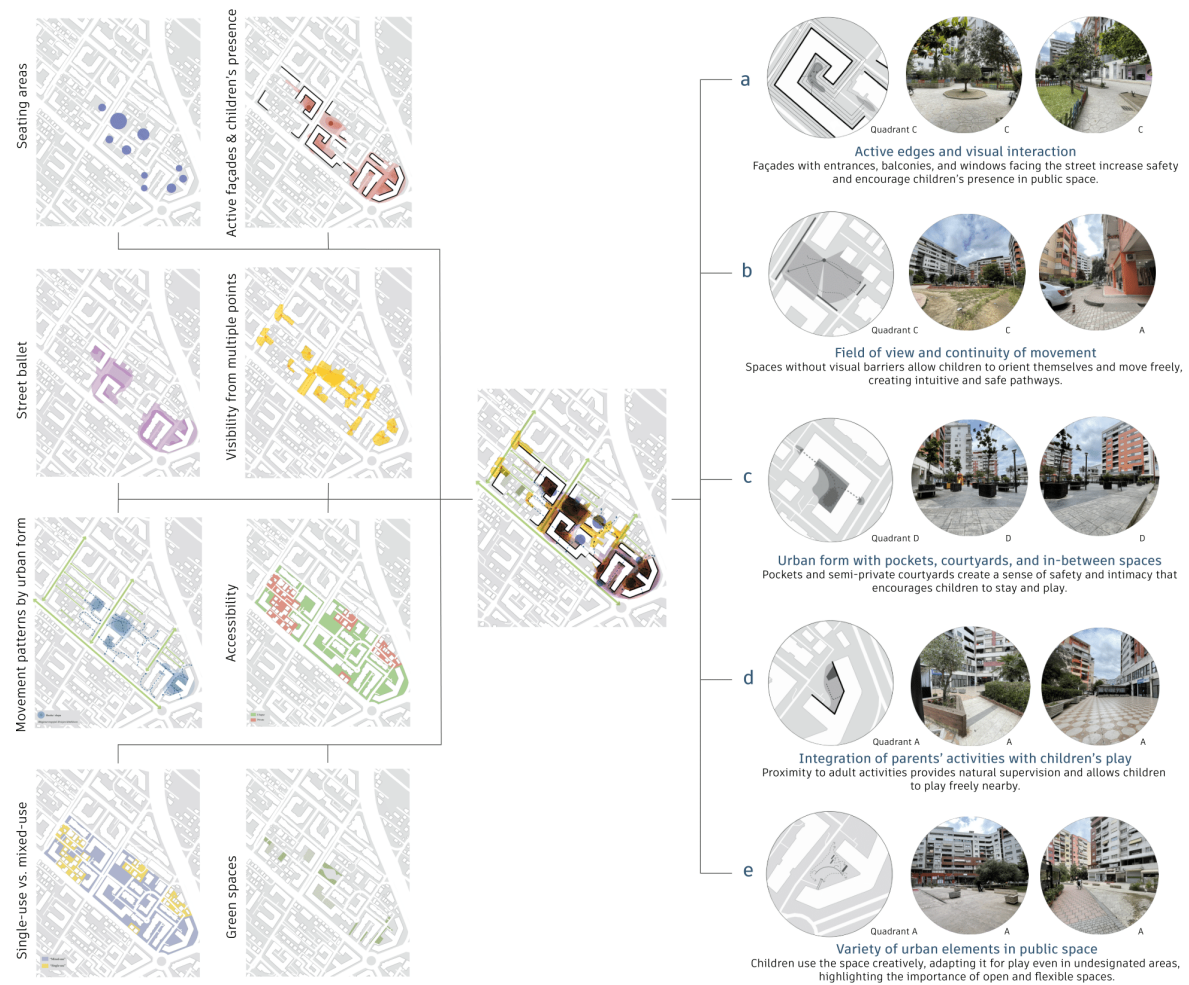 Seating areas
Active façades & children's presence
Street ballet
Visibility from multiple points
Movement patterns by urban form
Accessibility
Single-use vs. mixed-use
Green spaces
a
Quadrant C
C
C
Active edges and visual interaction
Façades with entrances, balconies, and windows facing the street increase safety
and encourage children's presence in public space.
b
Quadrant C
C
A
Field of view and continuity of movement
Spaces without visual barriers allow children to orient themselves and move freely,
creating intuitive and safe pathways.
c
Quadrant D
D
D
Urban form with pockets, courtyards, and in-between spaces
Pockets and semi-private courtyards create a sense of safety and intimacy that
encourages children to stay and play.
d
Quadrant A
A
A
Integration of parents' activities with children's play
Proximity to adult activities provides natural supervision and allows children
to play freely nearby.
e
Quadrant A
A
A
Variety of urban elements in public space
Children use the space creatively, adapting it for play even in undesignated areas,
highlighting the importance of open and flexible spaces.